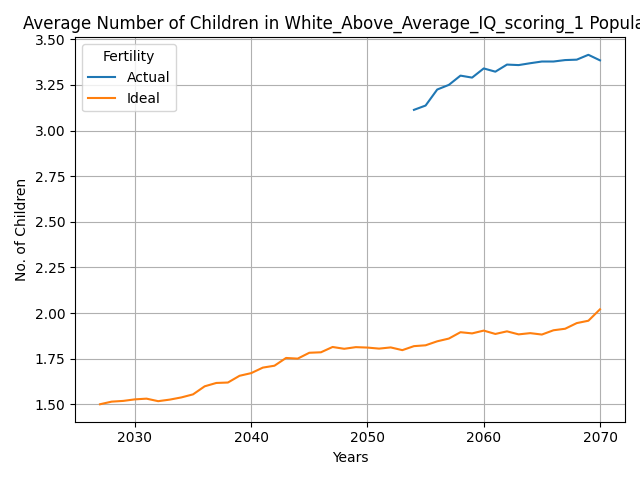 Average Number of Children in White_Above_Average_IQ_scoring_1 Popula
3.50
3.25
3.00
2.75
2.50
2.25
2.00
1.75
1.50
No. of Children
Fertility
Actual
Ideal
2030 2040 2050 2060 2070
Years